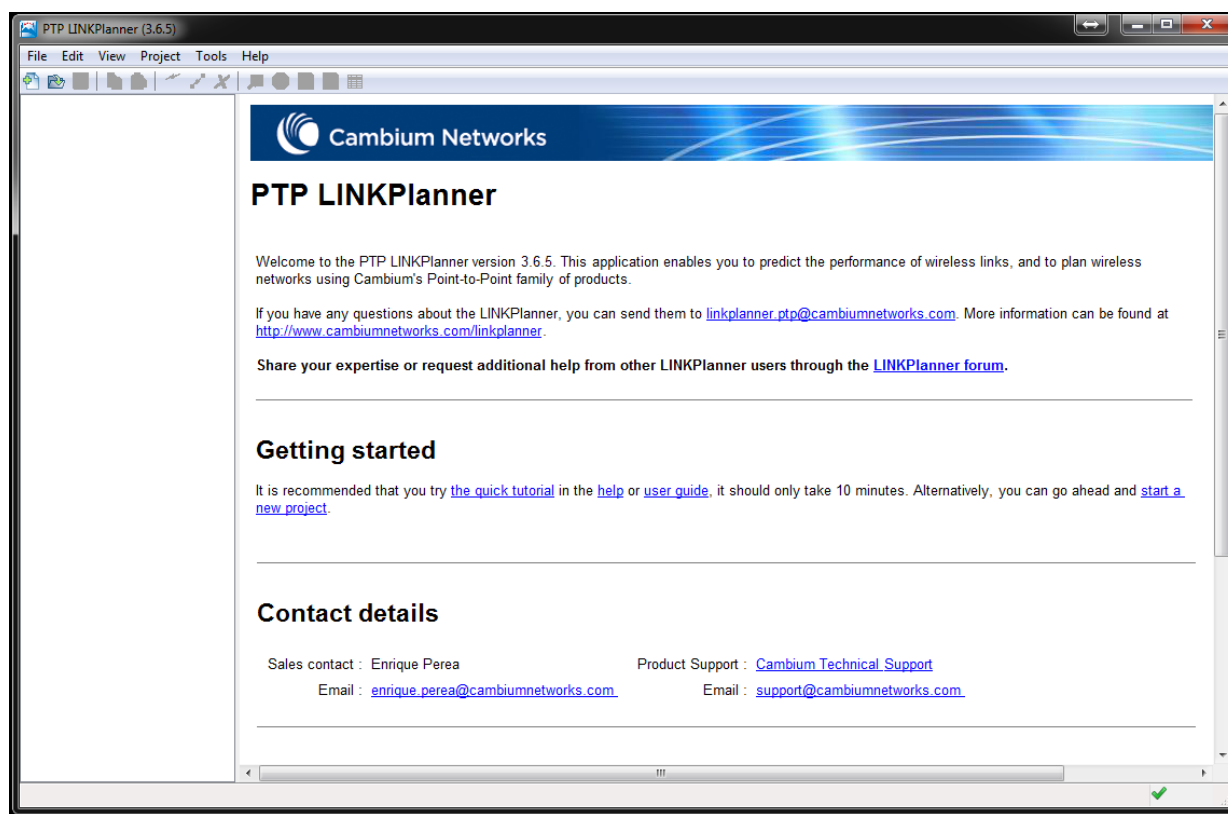 PTP LINKPlanner (3.6.5)
File Edit View Project Tools Help
Cambium Networks
PTP LINKPlanner
Welcome to the PTP LINKPlanner version 3.6.5. This application enables you to predict the performance of wireless links, and to plan wireless
networks using Cambium's Point-to-Point family of products.
If you have any questions about the LINKPlanner, you can send them to linkplanner.ptp@cambiumnetworks.com. More information can be found at
http://www.cambiumnetworks.com/linkplanner.
Share your expertise or request additional help from other LINKPlanner users through the LINKPlanner forum.
Getting started
It is recommended that you try the quick tutorial in the help or user guide, it should only take 10 minutes. Alternatively, you can go ahead and start a
new project.
Contact details
Sales contact : Enrique Perea Product Support : Cambium Technical Support
Email : enrique.perea@cambiumnetworks.com Email : support@cambiumnetworks.com